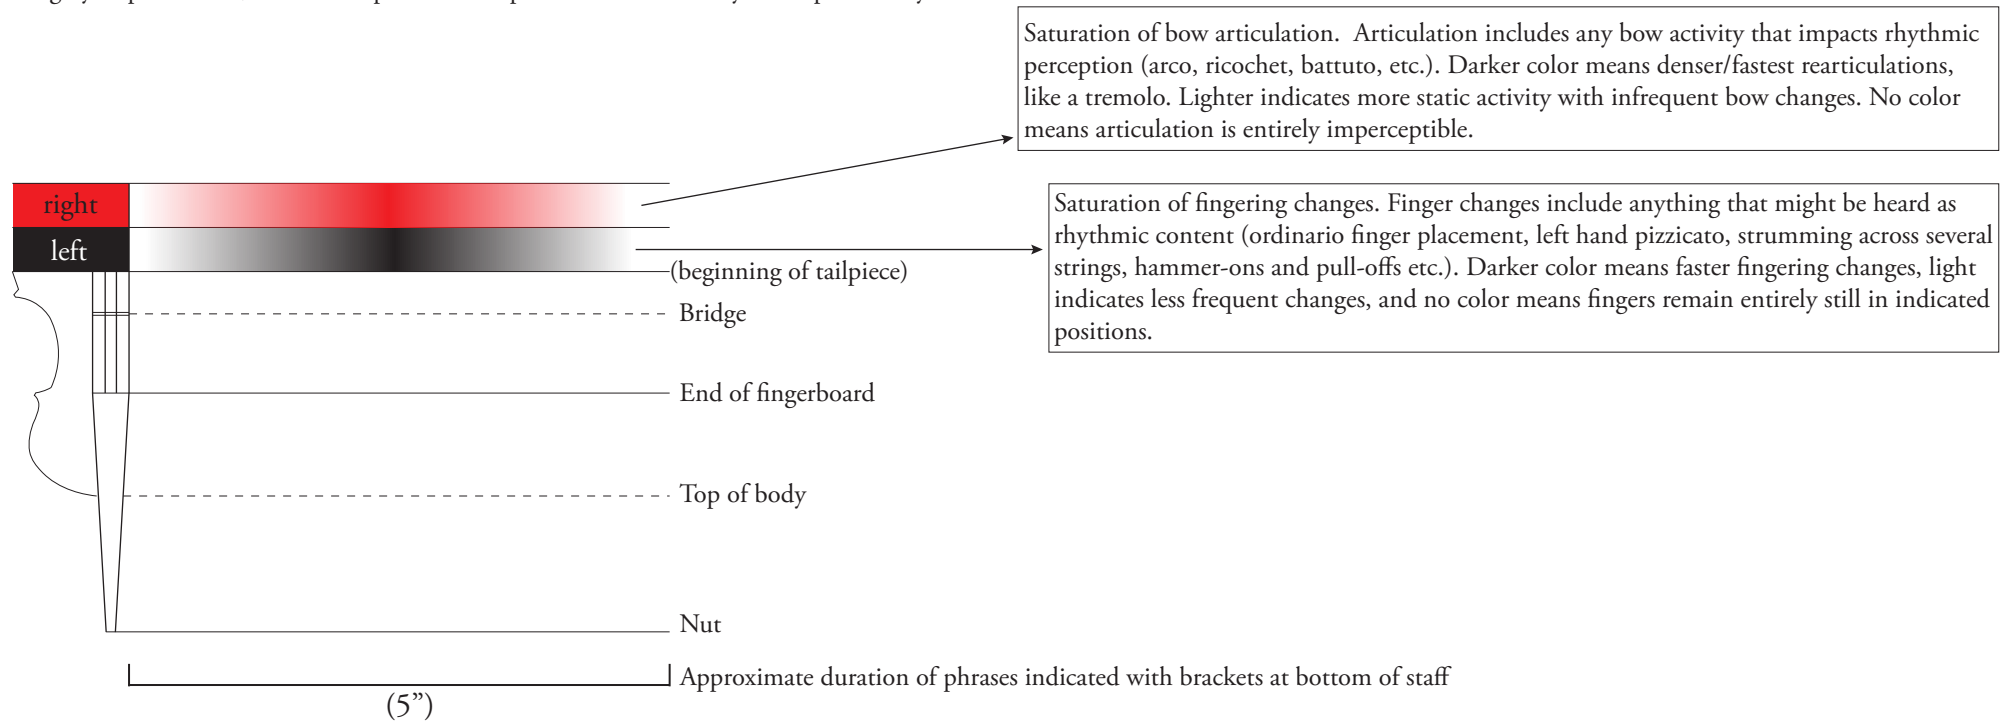 Saturation of bow articulation.  Articulation includes any bow activity that impacts rhythmic
perception (arco, ricochet, battuto, etc.). Darker color means denser/fastest rearticulations,
like a tremolo. Lighter indicates more static activity with infrequent bow changes. No color
means articulation is entirely imperceptible.
right
left
Saturation of fingering changes. Finger changes include anything that might be heard as
rhythmic content (ordinario finger placement, left hand pizzicato, strumming across several
strings, hammer-ons and pull-offs etc.). Darker color means faster fingering changes, light
indicates less frequent changes, and no color means fingers remain entirely still in indicated
positions.
(beginning of tailpiece)
Bridge
End of fingerboard
Top of body
Nut
Approximate duration of phrases indicated with brackets at bottom of staff
(5”)